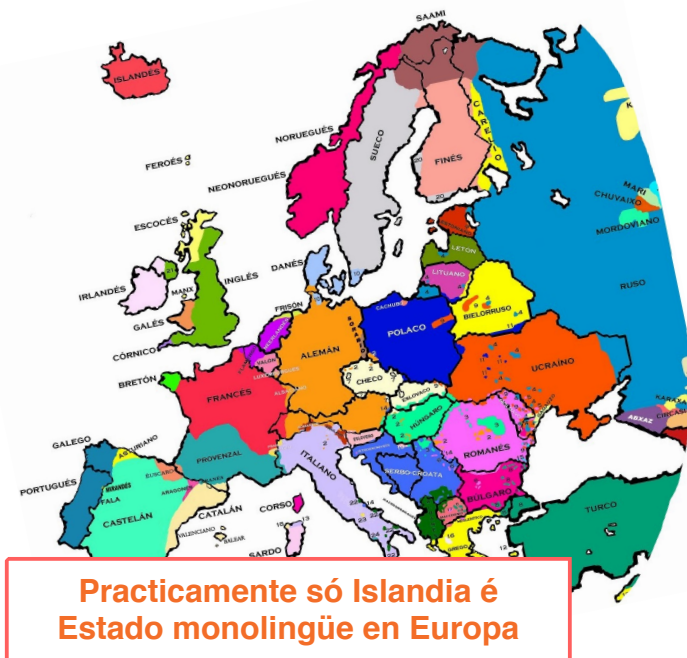 SAAMI
ISLANDÉS
NORUEGUÉS
SUECO
FINÉS
CARELIO
FEROÉS
NEONORUEGUÉS
MARI
CHUVAIXO
MORDOVIANO
ESCOCÉS
DANÉS
LETÓN
INGLÉS
LITUANO
RUSO
IRLANDÉS
MANX
FRISÓN
CACHUBO
BIELORRUSO
GALÉS
POLACO
CÓRNICO
ALEMÁN
VALÓN
UCRAÍNO
BRETÓN
CHECO
FRANCÉS
ESLOVACO
HÚNGARO
ABXAZ
GALEGO
ASTURIANO
PROVENZAL
ITALIANO
ROMANÉS
EUSCARO
SERBO-CROATA
PORTUGUÉS
MIRANDÉS
FALA
ARAGONÉS
BÚLGARO
CASTELÁN
CATALÁN
CORSO
TURCO
VALENCIANO
BALEAR
SARDO
GREGO
Practicamente só Islandia é
Estado monolingüe en Europa